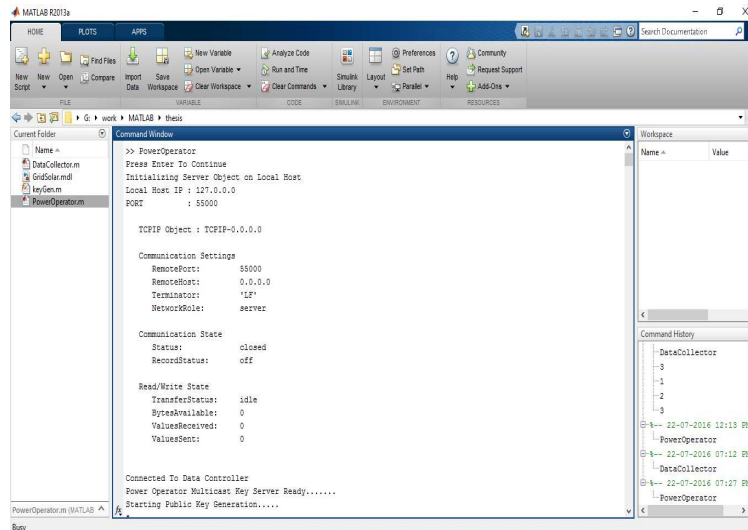 MATLAB R2013a
HOME PLOTS APPS
Search Documentation
New Script
New
Open
Find Files
Compare
Import Data
Save Workspace
New Variable
Open Variable
Clear Workspace
Analyze Code
Run and Time
Clear Commands
Simulink Library
Layout
Preferences
Set Path
Parallel
Help
Community
Request Support
Add-Ons
FILE VARIABLE CODE SIMULINK ENVIRONMENT RESOURCES
G: work MATLAB thesis
Current Folder
Name
DataCollector.m
GridSolar.mdl
keyGen.m
PowerOperator.m
PowerOperator.m (MATLAB
Busy
Command Window
>> PowerOperator
Press Enter To Continue
Initializing Server Object on Local Host
Local Host IP : 127.0.0.0
PORT : 55000
TCPIP Object : TCPIP-0.0.0.0
Communication Settings
RemotePort: 55000
RemoteHost: 0.0.0.0
Terminator: 'LF'
NetworkRole: server
Communication State
Status: closed
RecordStatus: off
Read/Write State
TransferStatus: idle
BytesAvailable: 0
ValuesReceived: 0
ValuesSent: 0
Connected To Data Controller
Power Operator Multicast Key Server Ready.......
Starting Public Key Generation.....
fx
Workspace
Name Value
Command History
DataCollector
3
1
2
3
%-- 22-07-2016 12:13 P
PowerOperator
%-- 22-07-2016 07:12 P
DataCollector
%-- 22-07-2016 07:27 P
PowerOperator